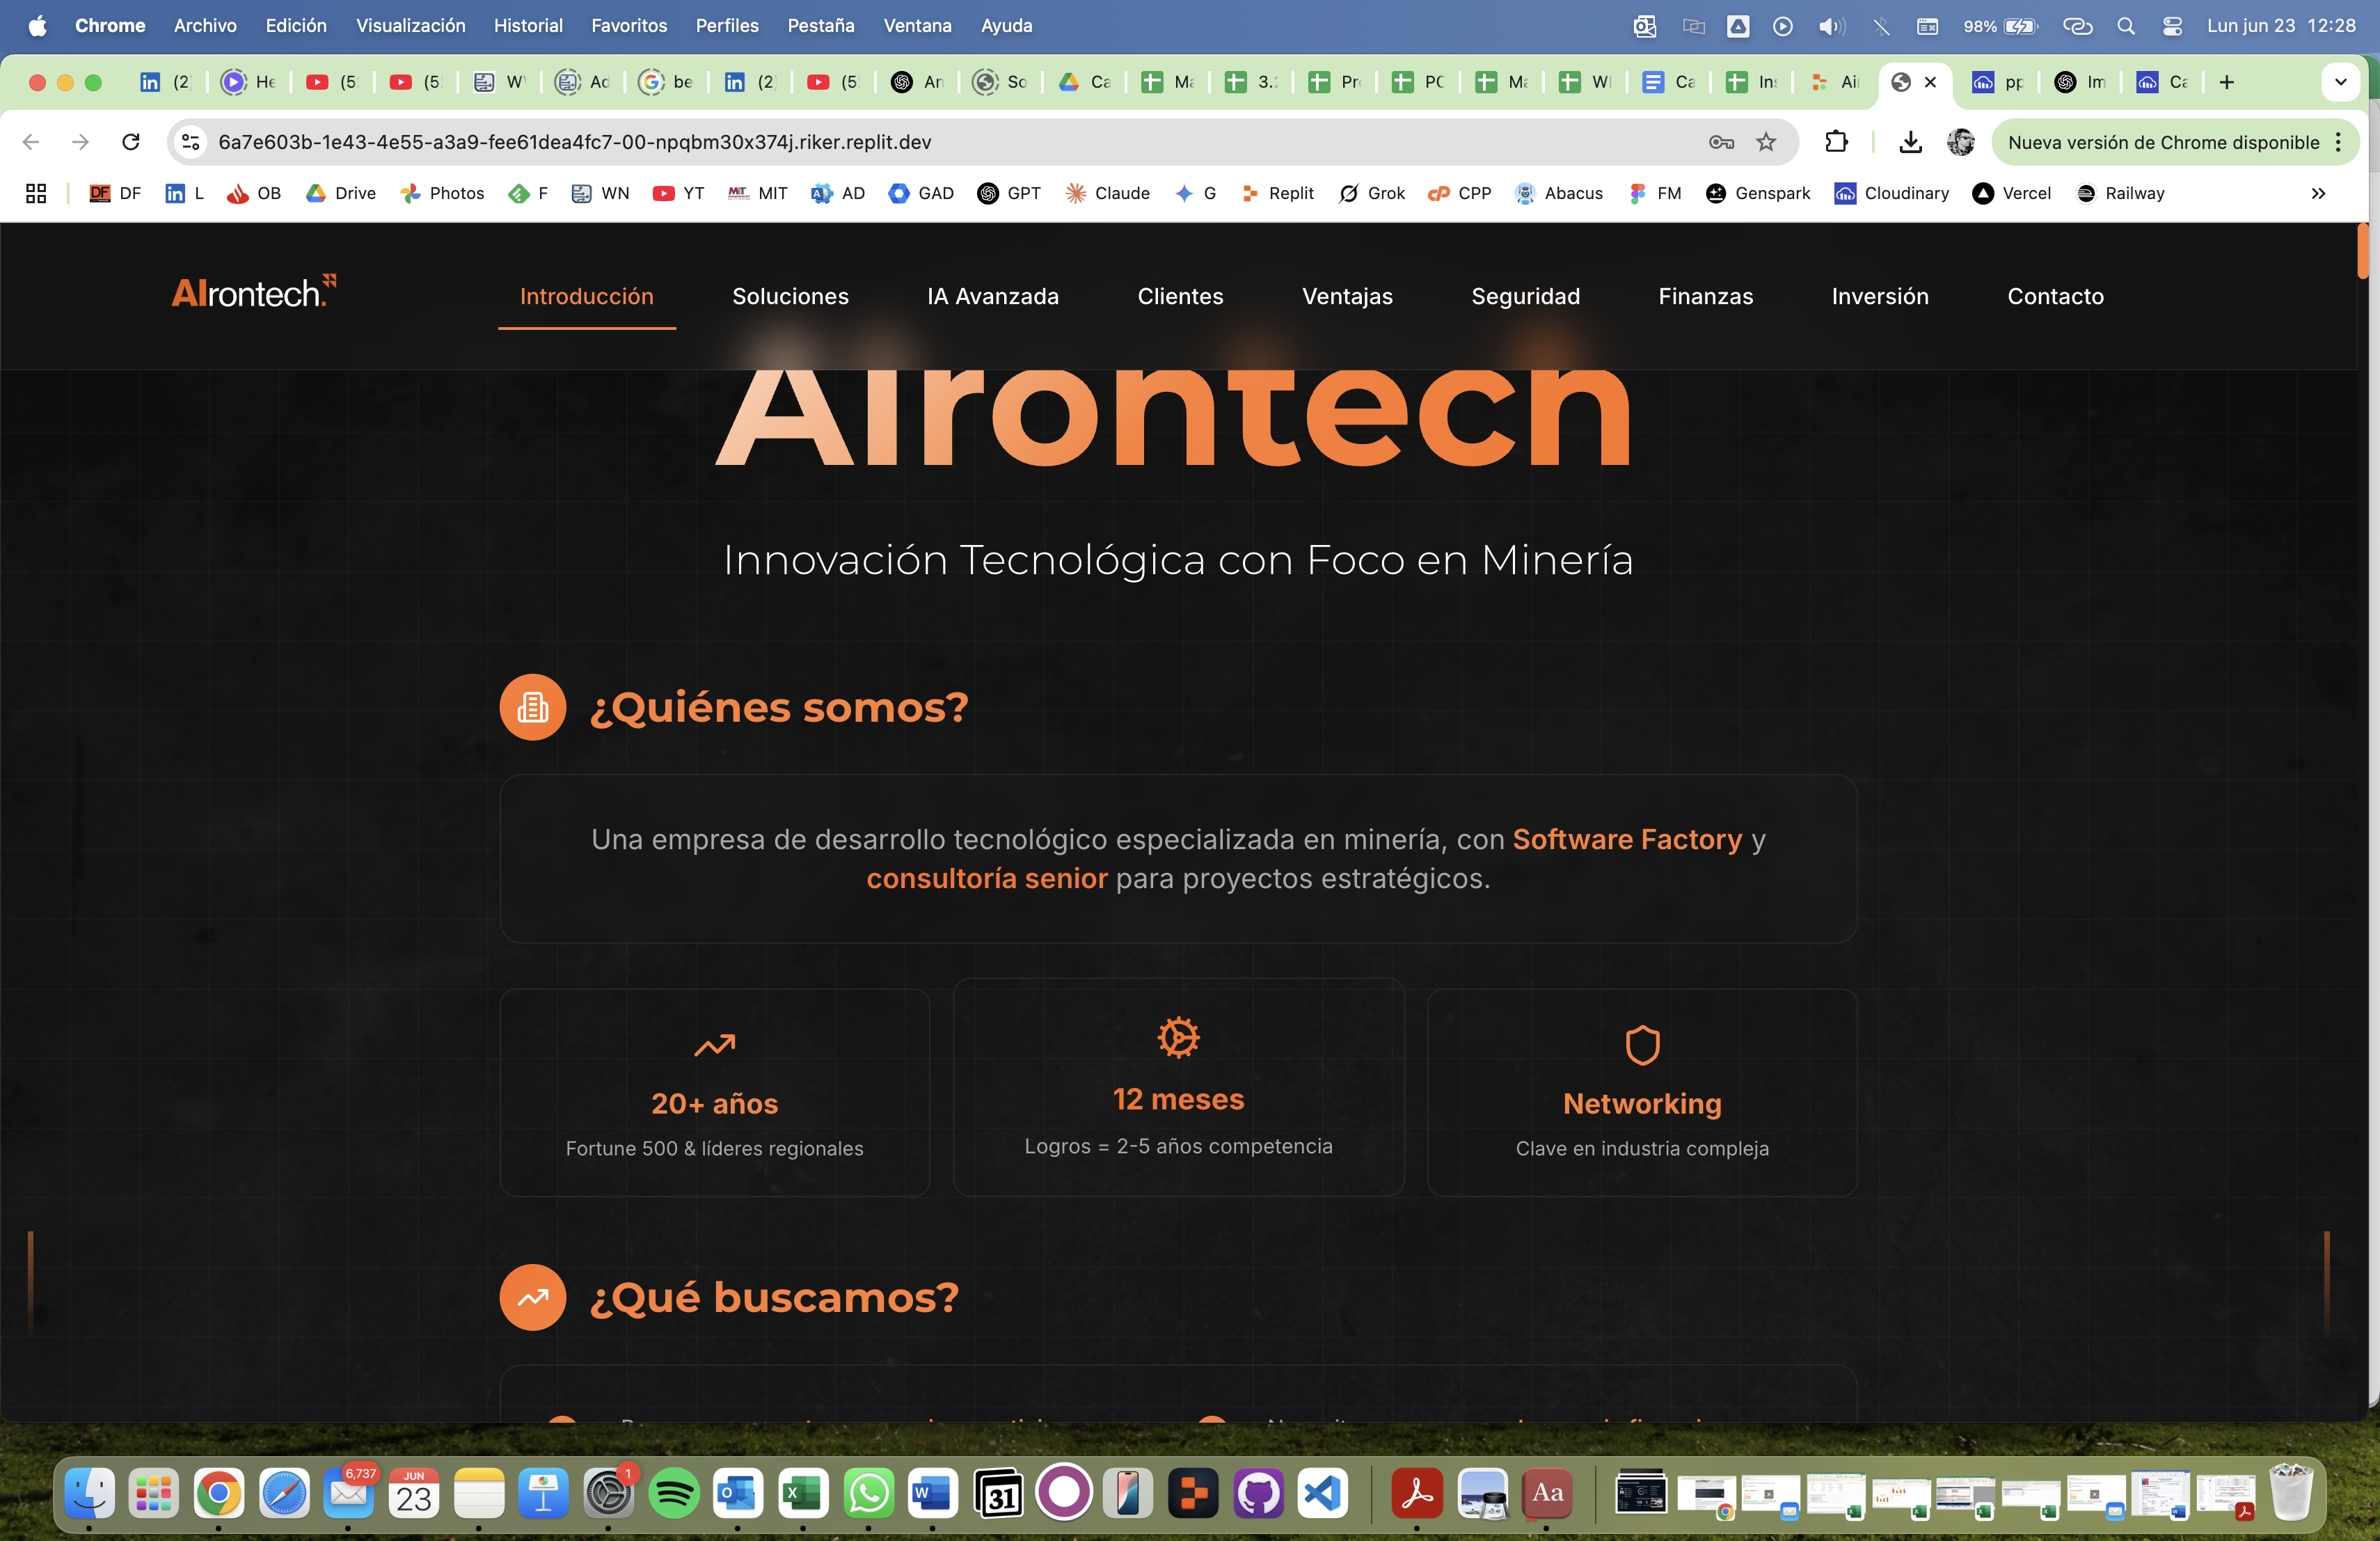 Chrome Archivo Edición Visualización Historial Favoritos Perfiles Pestaña Ventana Ayuda 98% Lun jun 23 12:28
(2 He (5 (5 W Ad be (2 (5 An So Ca Ma 3.: Pr PC Ma WI Ca In: Ai pp Im Ca
6a7e603b-1e43-4e55-a3a9-fee61dea4fc7-00-npqbm30x374j.riker.replit.dev Nueva versión de Chrome disponible
DF L OB Drive Photos F WN YT MIT AD GAD GPT Claude G Replit Grok CPP Abacus FM Genspark Cloudinary Vercel Railway
AIrontech. Introducción Soluciones IA Avanzada Clientes Ventajas Seguridad Finanzas Inversión Contacto
AIrontech
Innovación Tecnológica con Foco en Minería
¿Quiénes somos?
Una empresa de desarrollo tecnológico especializada en minería, con Software Factory y
consultoría senior para proyectos estratégicos.
20+ años 12 meses Networking
Fortune 500 & líderes regionales Logros = 2-5 años competencia Clave en industria compleja
¿Qué buscamos?
6,737 JUN 23 1 31 Aa